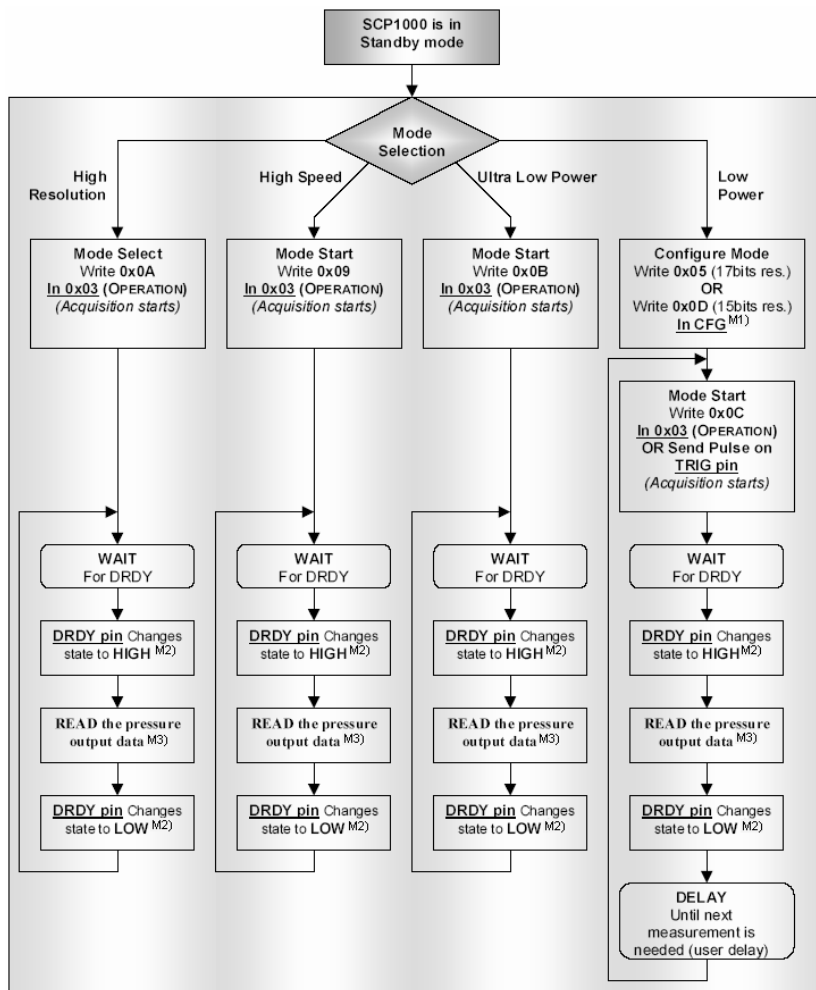 SCP1000 is in
Standby mode
Mode
Selection
High
Resolution
High Speed
Ultra Low Power
Low
Power
Mode Select
Write 0x0A
In 0x03 (OPERATION)
(Acquisition starts)
Mode Start
Write 0x09
In 0x03 (OPERATION)
(Acquisition starts)
Mode Start
Write 0x0B
In 0x03 (OPERATION)
(Acquisition starts)
Configure Mode
Write 0x05 (17bits res.)
OR
Write 0x0D (15bits res.)
In CFG M1)
Mode Start
Write 0x0C
In 0x03 (OPERATION)
OR Send Pulse on
TRIG pin
(Acquisition starts)
WAIT
For DRDY
WAIT
For DRDY
WAIT
For DRDY
WAIT
For DRDY
DRDY pin Changes
state to HIGH M2)
DRDY pin Changes
state to HIGH M2)
DRDY pin Changes
state to HIGH M2)
DRDY pin Changes
state to HIGH M2)
READ the pressure
output data M3)
READ the pressure
output data M3)
READ the pressure
output data M3)
READ the pressure
output data M3)
DRDY pin Changes
state to LOW M2)
DRDY pin Changes
state to LOW M2)
DRDY pin Changes
state to LOW M2)
DRDY pin Changes
state to LOW M2)
DELAY
Until next
measurement is
needed (user delay)